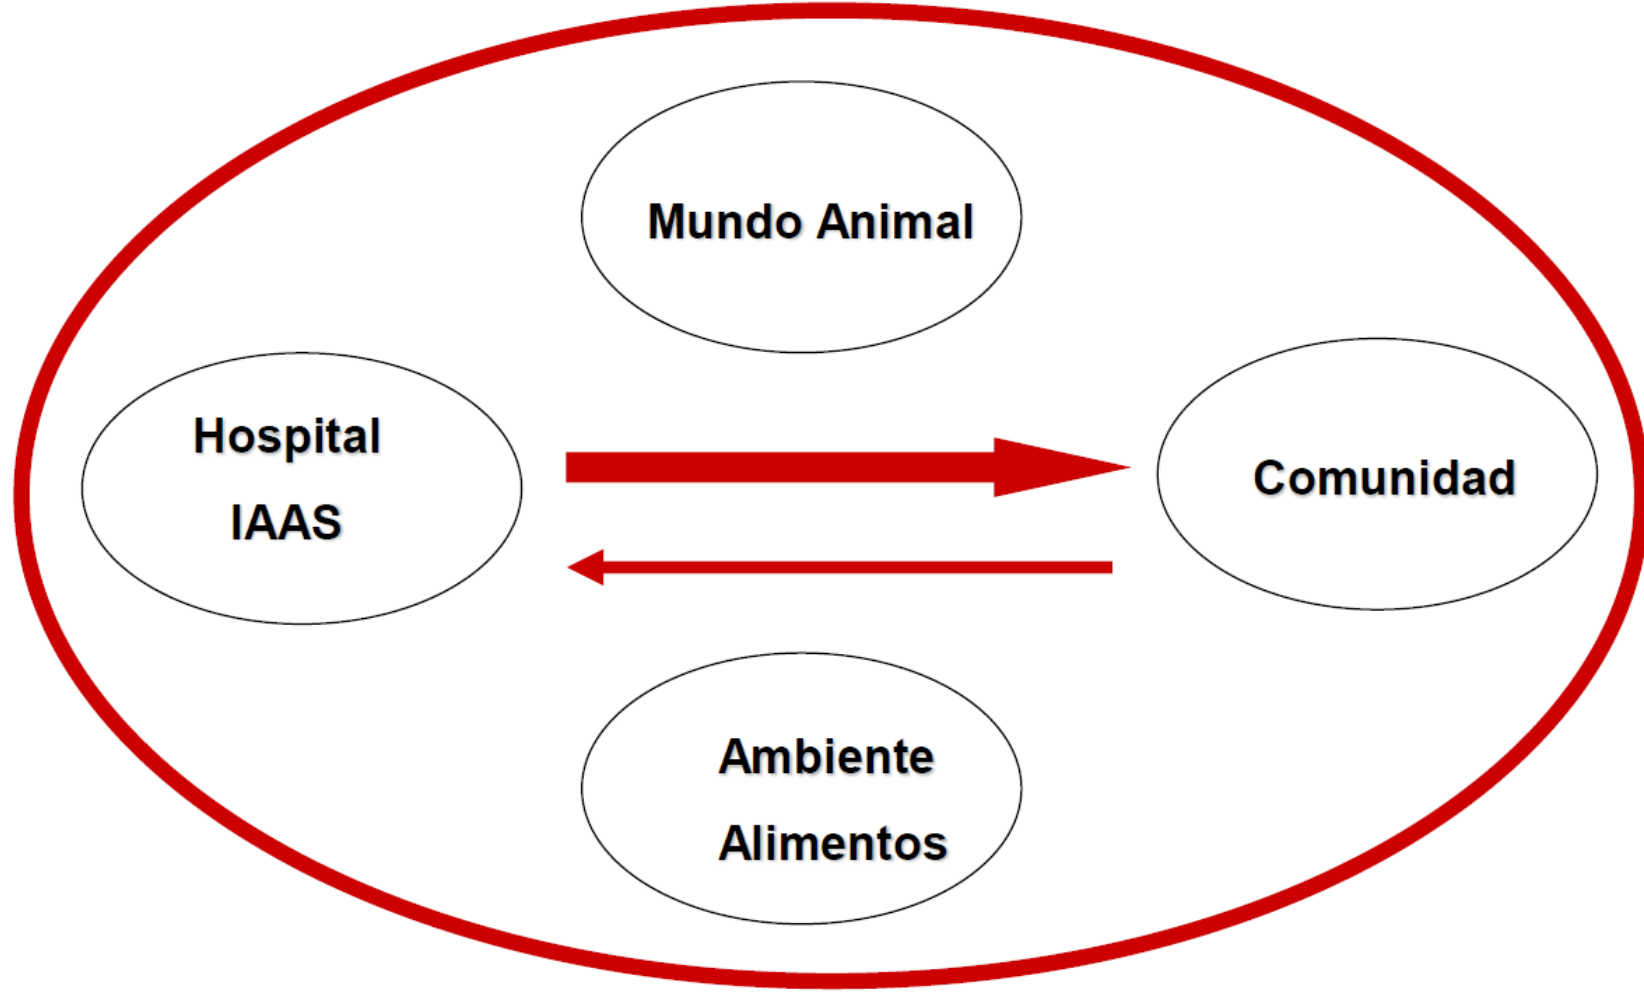 Mundo Animal
Hospital
IAAS
Comunidad
Ambiente
Alimentos